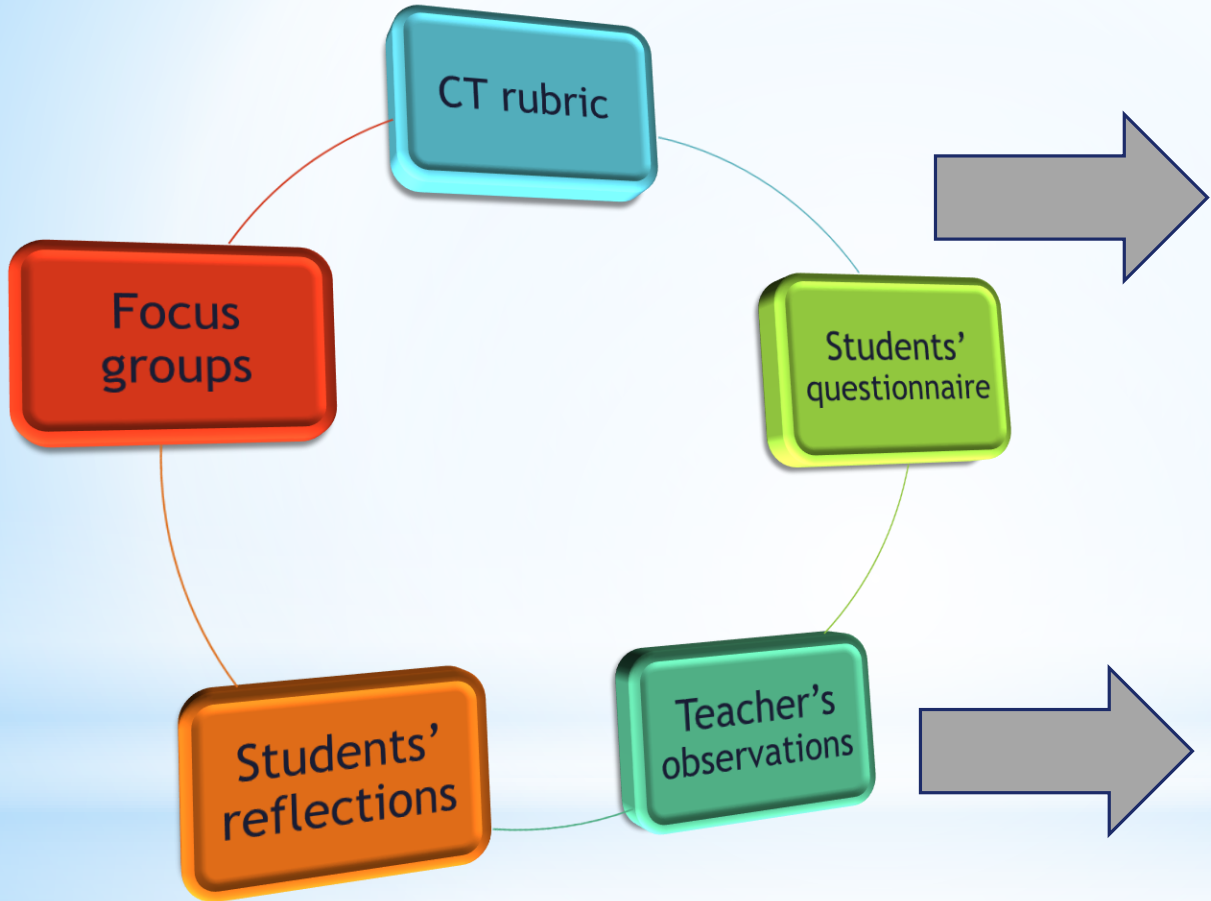 CT rubric
Students’
questionnaire
Teacher’s
observations
Students’
reflections
Focus
groups